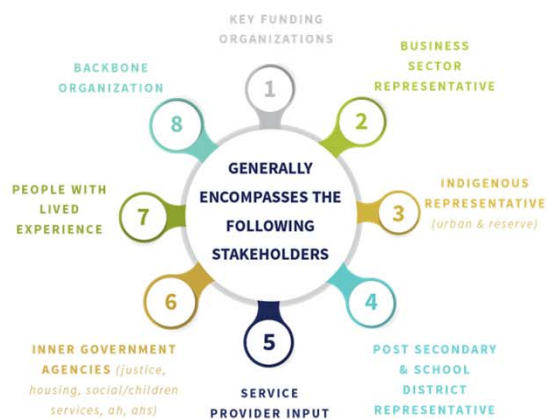 KEY FUNDING
ORGANIZATIONS
1
BUSINESS
SECTOR
REPRESENTATIVE
2
INDIGENOUS
REPRESENTATIVE
(urban & reserve)
3
POST SECONDARY
& SCHOOL
DISTRICT
REPRESENTATIVE
4
SERVICE
PROVIDER INPUT
5
INNER GOVERNMENT
AGENCIES (justice,
housing, social/children
services, ah, ahs)
6
PEOPLE WITH
LIVED
EXPERIENCE
7
BACKBONE
ORGANIZATION
8
GENERALLY
ENCOMPASSES THE
FOLLOWING
STAKEHOLDERS